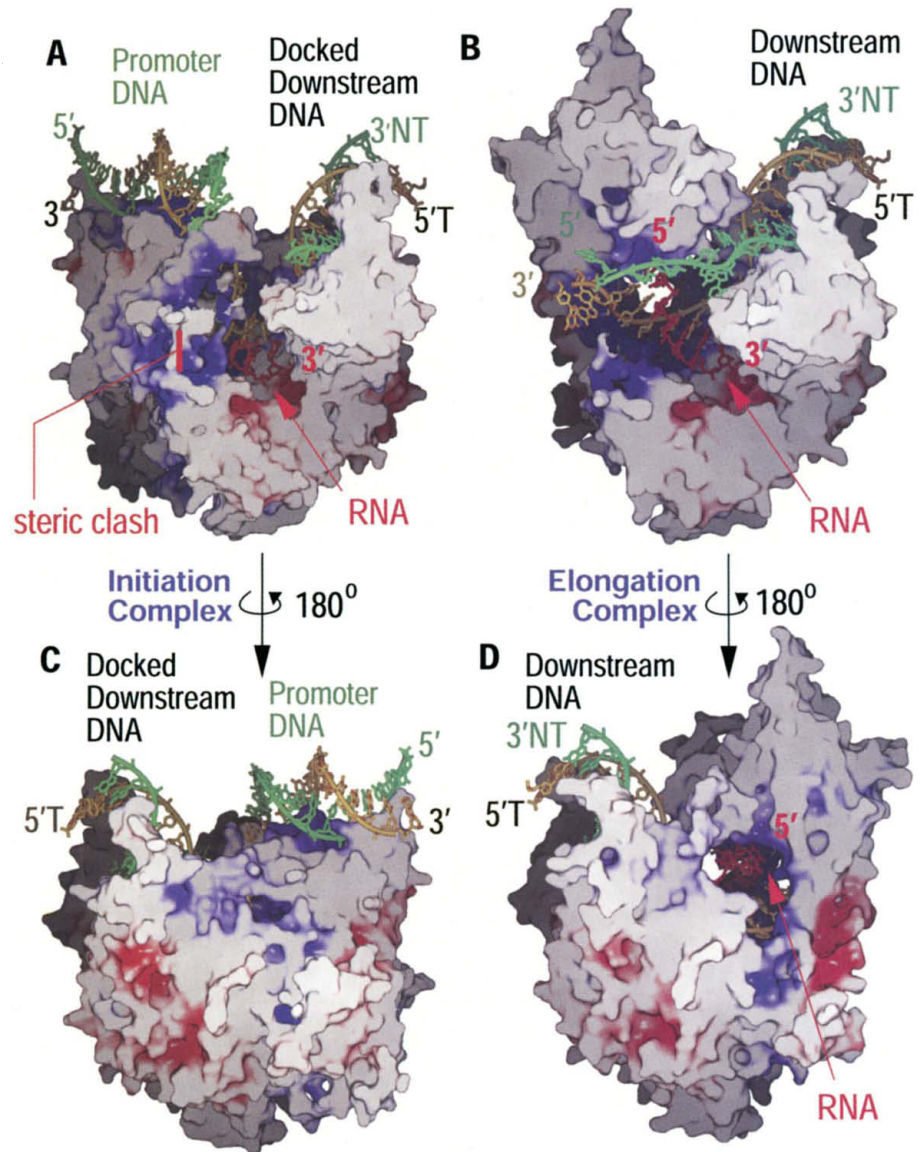 A
Promoter
DNA
Docked
Downstream
DNA
5′
3′NT
3′
5′T
3′
steric clash
RNA
B
Downstream
DNA
3′NT
5′T
5′
5′
3′
3′
RNA
Initiation
Complex
180°
Elongation
Complex
180°
C
Docked
Downstream
DNA
Promoter
DNA
5′
5′T
3′
D
Downstream
DNA
3′NT
5′T
5′
RNA